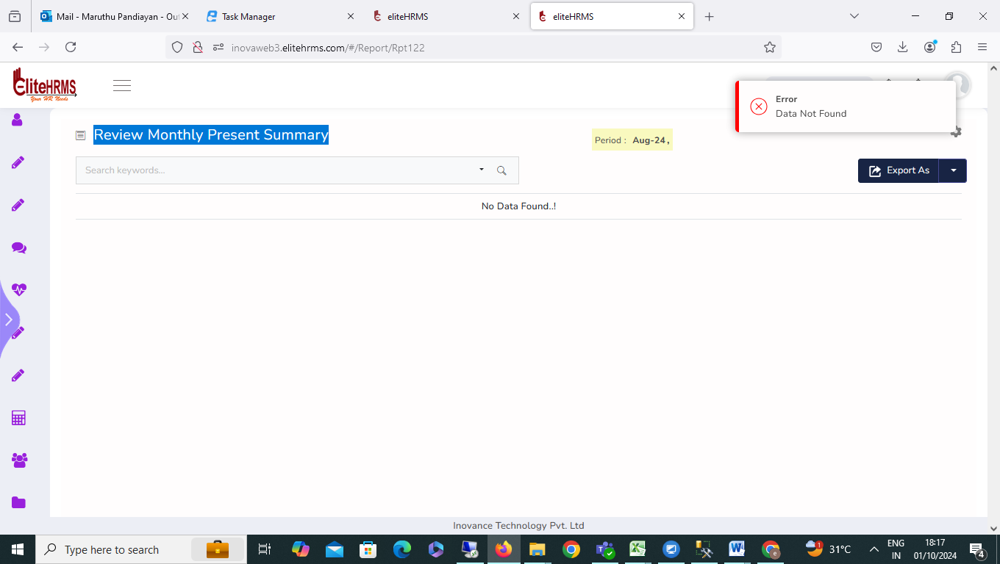 Mail - Maruthu Pandiayan - Out
Task Manager
eliteHRMS
eliteHRMS
inovaweb3.elitehrms.com/#/Report/Rpt122
EliteHRMS
Your HR Needs
Error
Data Not Found
Review Monthly Present Summary
Period : Aug-24 ,
Search keywords...
Export As
No Data Found..!
Inovance Technology Pvt. Ltd
Type here to search
1
31°C
ENG
IN
18:17
01/10/2024
4